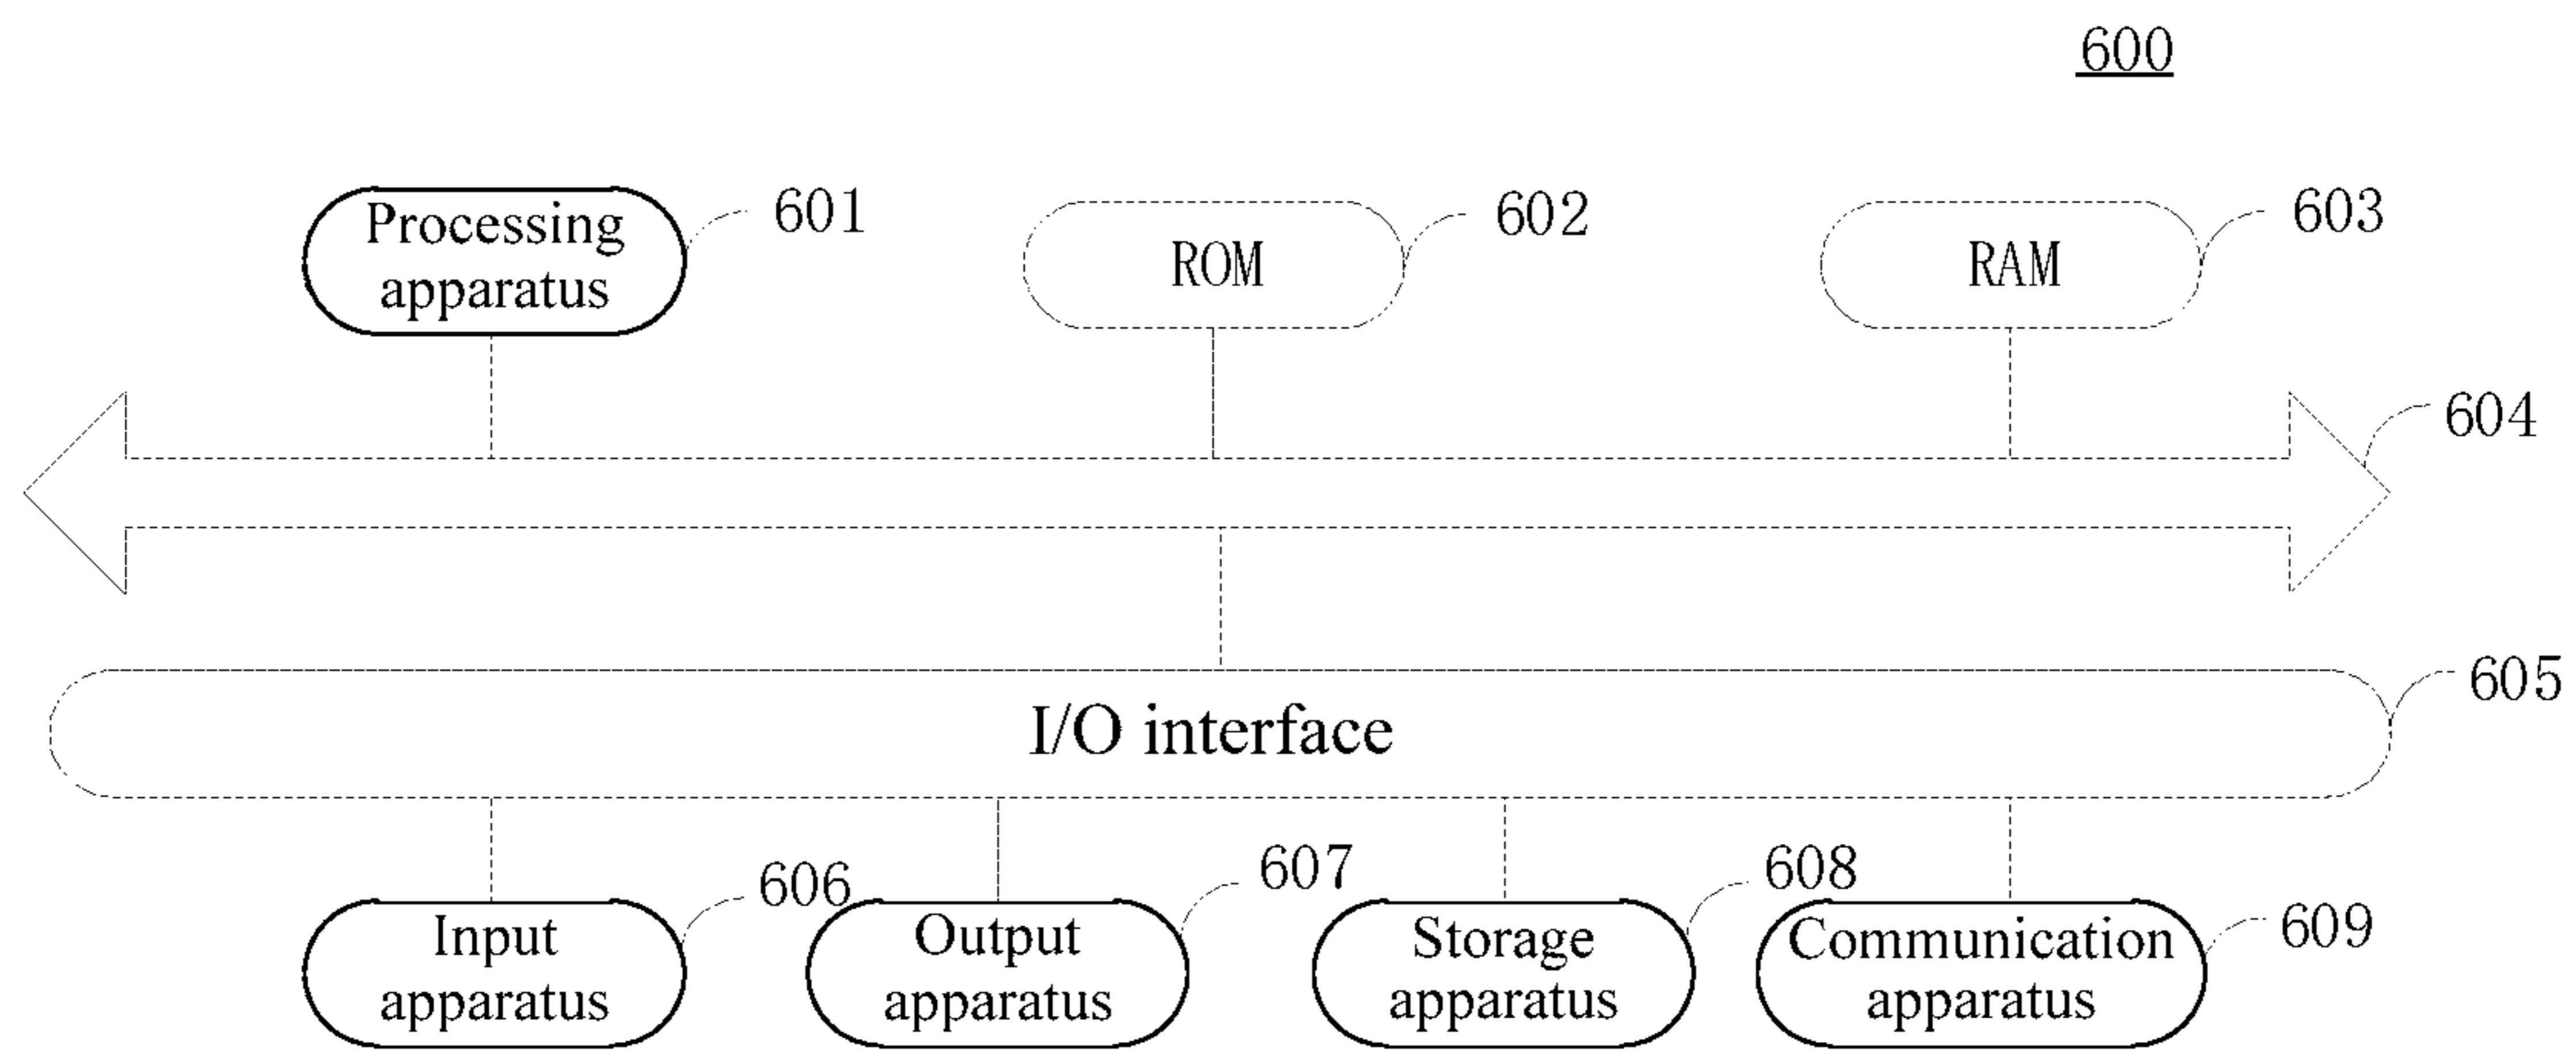 600
Processing
apparatus
601
ROM
602
RAM
603
604
I/O interface
605
Input
apparatus
606
Output
apparatus
607
Storage
apparatus
608
Communication
apparatus
609